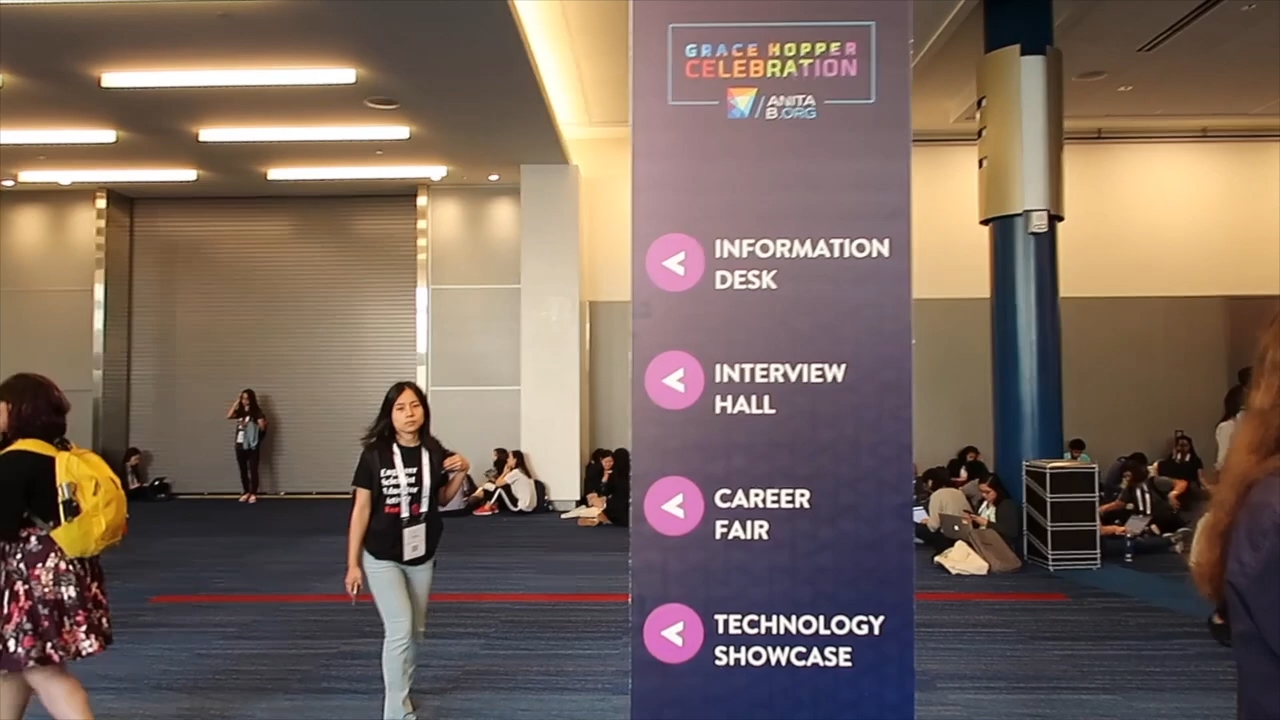 GRACE HOPPER
CELEBRATION
ANITA
B.ORG
INFORMATION
DESK
INTERVIEW
HALL
CAREER
FAIR
TECHNOLOGY
SHOWCASE